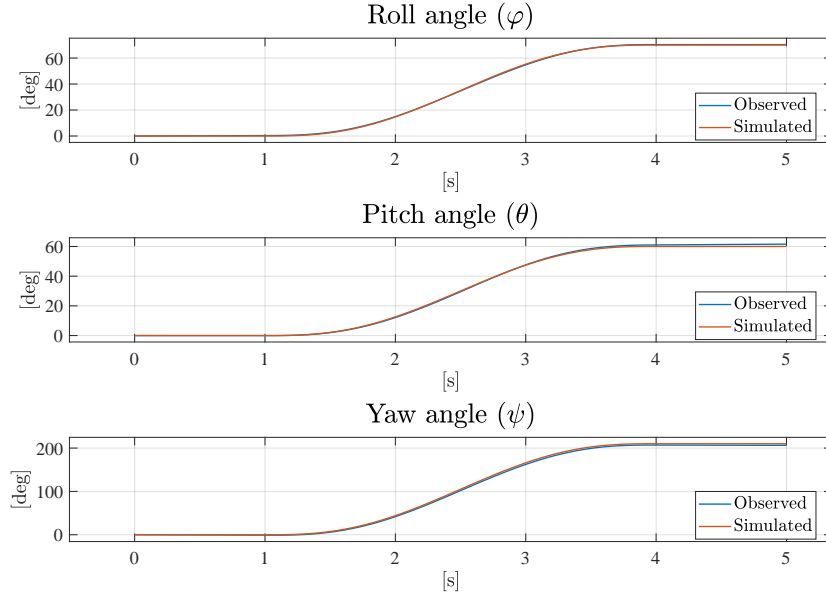 Roll angle (φ)
60
40
20
0
[deg]
Observed
Simulated
0 1 2 3 4 5
[s]
Pitch angle (θ)
60
40
20
0
[deg]
Observed
Simulated
0 1 2 3 4 5
[s]
Yaw angle (ψ)
200
100
0
[deg]
Observed
Simulated
0 1 2 3 4 5
[s]